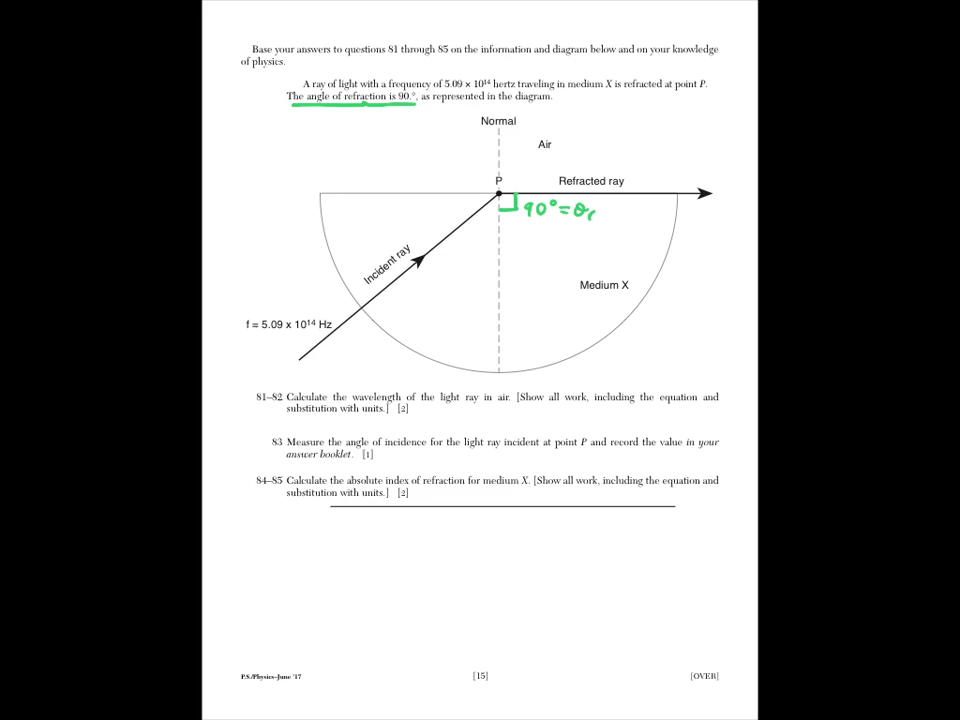 Base your answers to questions 81 through 85 on the information and diagram below and on your knowledge
of physics.
A ray of light with a frequency of 5.09 × 10¹⁴ hertz traveling in medium X is refracted at point P.
The angle of refraction is 90.°, as represented in the diagram.
Normal
Air
P
Refracted ray
90° = θr
Incident ray
Medium X
f = 5.09 x 10¹⁴ Hz
81–82 Calculate the wavelength of the light ray in air. [Show all work, including the equation and
substitution with units.] [2]
83 Measure the angle of incidence for the light ray incident at point P and record the value in your
answer booklet. [1]
84–85 Calculate the absolute index of refraction for medium X. [Show all work, including the equation and
substitution with units.] [2]
P.S./Physics–June '17
[15]
[OVER]